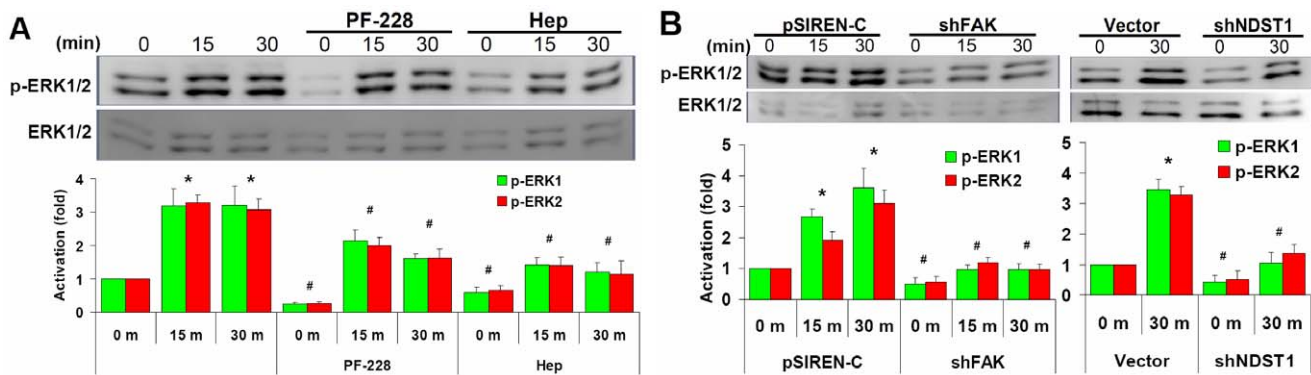 A
PF-228 Hep
(min) 0 15 30 0 15 30 0 15 30
p-ERK1/2
ERK1/2
Activation (fold)
4
3
2
1
0
* *
# # #
# # #
p-ERK1
p-ERK2
0 m 15 m 30 m 0 m 15 m 30 m 0 m 15 m 30 m
PF-228 Hep
B
pSIREN-C shFAK
(min) 0 15 30 0 15 30
p-ERK1/2
ERK1/2
Activation (fold)
5
4
3
2
1
0
* *
# # #
p-ERK1
p-ERK2
0 m 15 m 30 m 0 m 15 m 30 m
pSIREN-C shFAK
Vector shNDST1
0 30 0 30
5
4
3
2
1
0
*
# #
p-ERK1
p-ERK2
0 m 30 m 0 m 30 m
Vector shNDST1